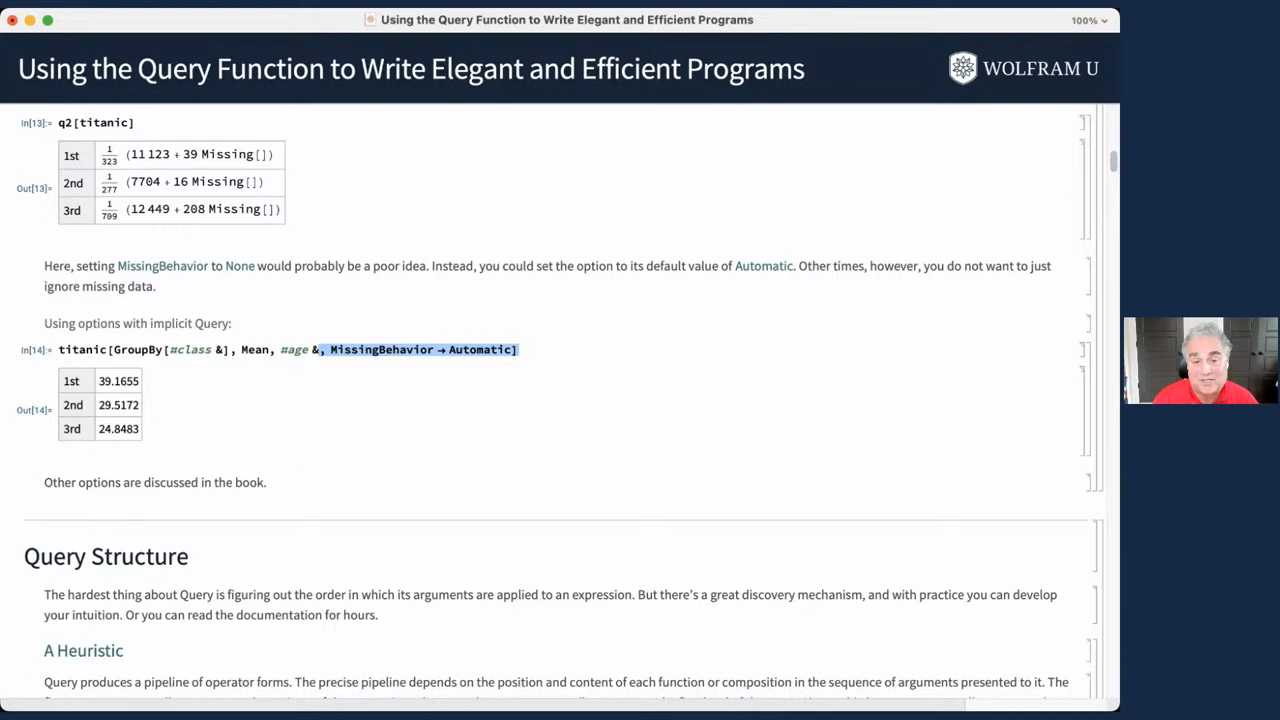 Using the Query Function to Write Elegant and Efficient Programs
100%
Using the Query Function to Write Elegant and Efficient Programs
WOLFRAM U
In[13]:= q2[titanic]
1st 1/323 (11 123 + 39 Missing[])
Out[13]= 2nd 1/277 (7704 + 16 Missing[])
3rd 1/709 (12 449 + 208 Missing[])
Here, setting MissingBehavior to None would probably be a poor idea. Instead, you could set the option to its default value of Automatic. Other times, however, you do not want to just
ignore missing data.
Using options with implicit Query:
In[14]:= titanic[GroupBy[#class &], Mean, #age &, MissingBehavior → Automatic]
1st 39.1655
Out[14]= 2nd 29.5172
3rd 24.8483
Other options are discussed in the book.
Query Structure
The hardest thing about Query is figuring out the order in which its arguments are applied to an expression. But there's a great discovery mechanism, and with practice you can develop
your intuition. Or you can read the documentation for hours.
A Heuristic
Query produces a pipeline of operator forms. The precise pipeline depends on the position and content of each function or composition in the sequence of arguments presented to it. The